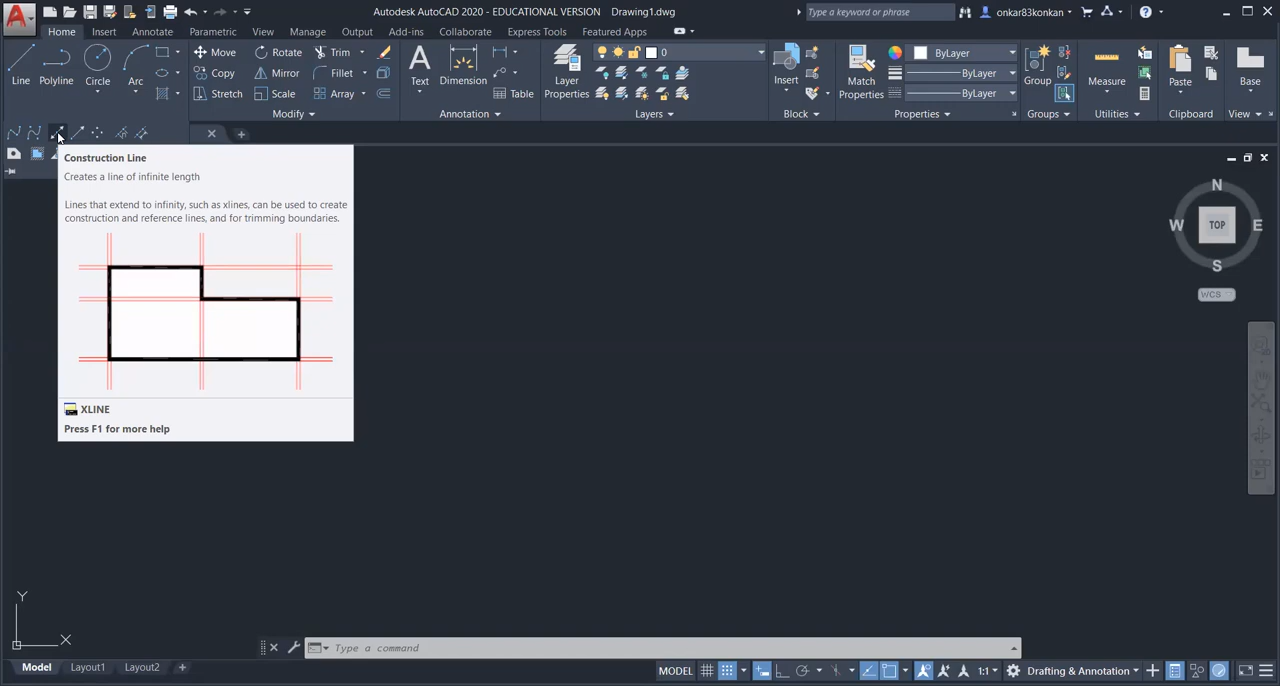 A Autodesk AutoCAD 2020 - EDUCATIONAL VERSION Drawing1.dwg Type a keyword or phrase onkar83konkan
Home Insert Annotate Parametric View Manage Output Add-ins Collaborate Express Tools Featured Apps
Line Polyline Circle Arc
Move Rotate Trim
Copy Mirror Fillet
Stretch Scale Array
Modify
A
Text Dimension Table
Annotation
Layer Properties
0
Layers
Insert
Block
Match Properties
ByLayer
ByLayer
ByLayer
Properties
Group
Groups
Measure
Utilities
Paste
Clipboard
Base
View
Construction Line
Creates a line of infinite length
Lines that extend to infinity, such as xlines, can be used to create
construction and reference lines, and for trimming boundaries.
XLINE
Press F1 for more help
N
W TOP E
S
WCS
Y
X
Type a command
Model Layout1 Layout2 MODEL 1:1 Drafting & Annotation